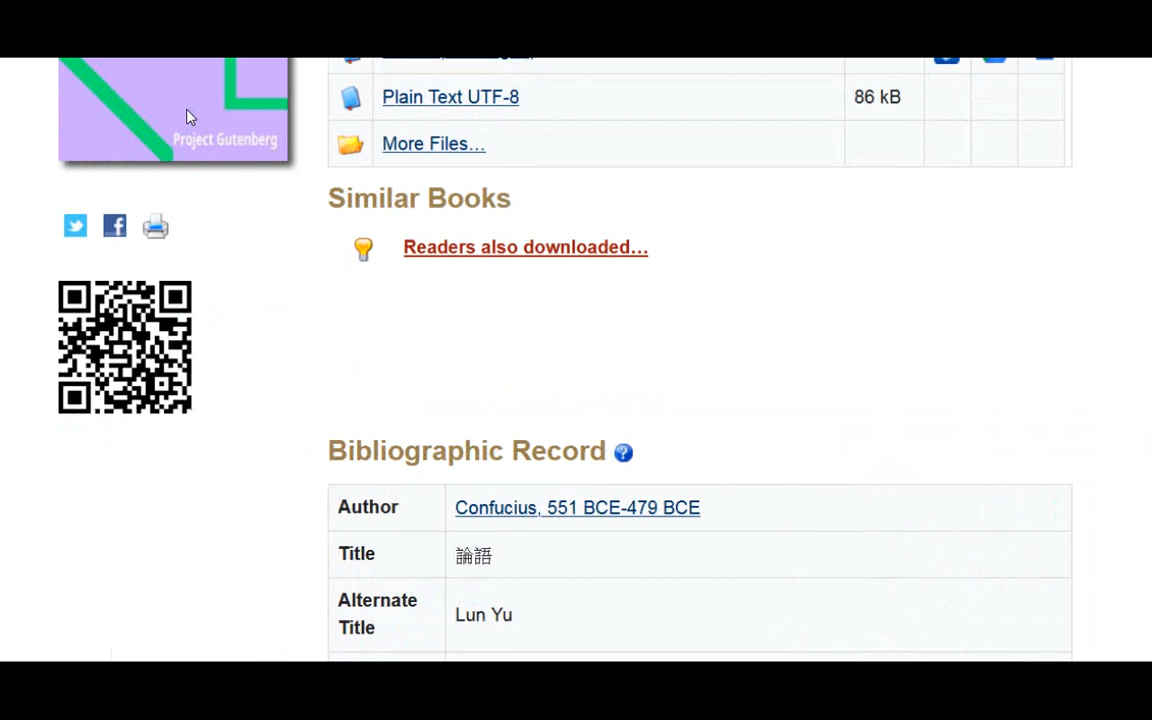 Project Gutenberg
Plain Text UTF-8 86 kB
More Files…
Similar Books
Readers also downloaded…
Bibliographic Record
Author Confucius, 551 BCE-479 BCE
Title 論語
Alternate Title Lun Yu